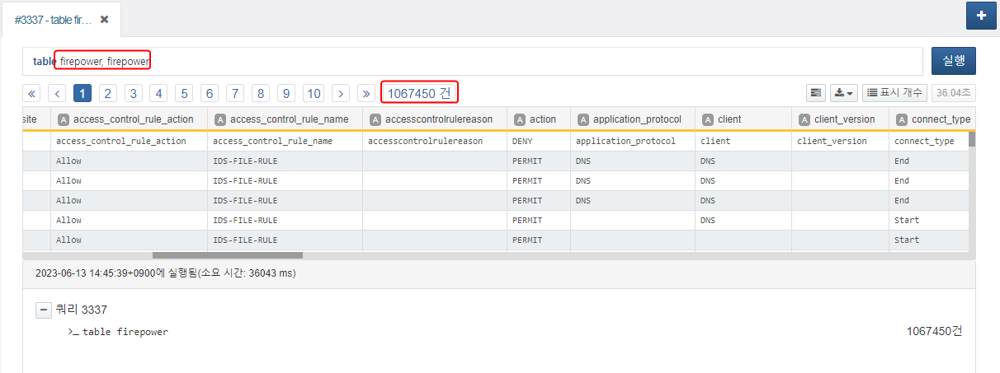 #3337 - table fir… ✖
+
table firepower, firepower
실행
« ‹ 1 2 3 4 5 6 7 8 9 10 › » 1067450 건
표시 개수 36.04초
site A access_control_rule_action A access_control_rule_name A accesscontrolrulereason A action A application_protocol A client A client_version A connect_type
access_control_rule_action access_control_rule_name accesscontrolrulereason DENY application_protocol client client_version connect_type
Allow IDS-FILE-RULE PERMIT DNS DNS End
Allow IDS-FILE-RULE PERMIT DNS DNS End
Allow IDS-FILE-RULE PERMIT DNS DNS End
Allow IDS-FILE-RULE PERMIT DNS Start
Allow IDS-FILE-RULE PERMIT Start
2023-06-13 14:45:39+0900에 실행됨(소요 시간: 36043 ms)
쿼리 3337
>_ table firepower 1067450건